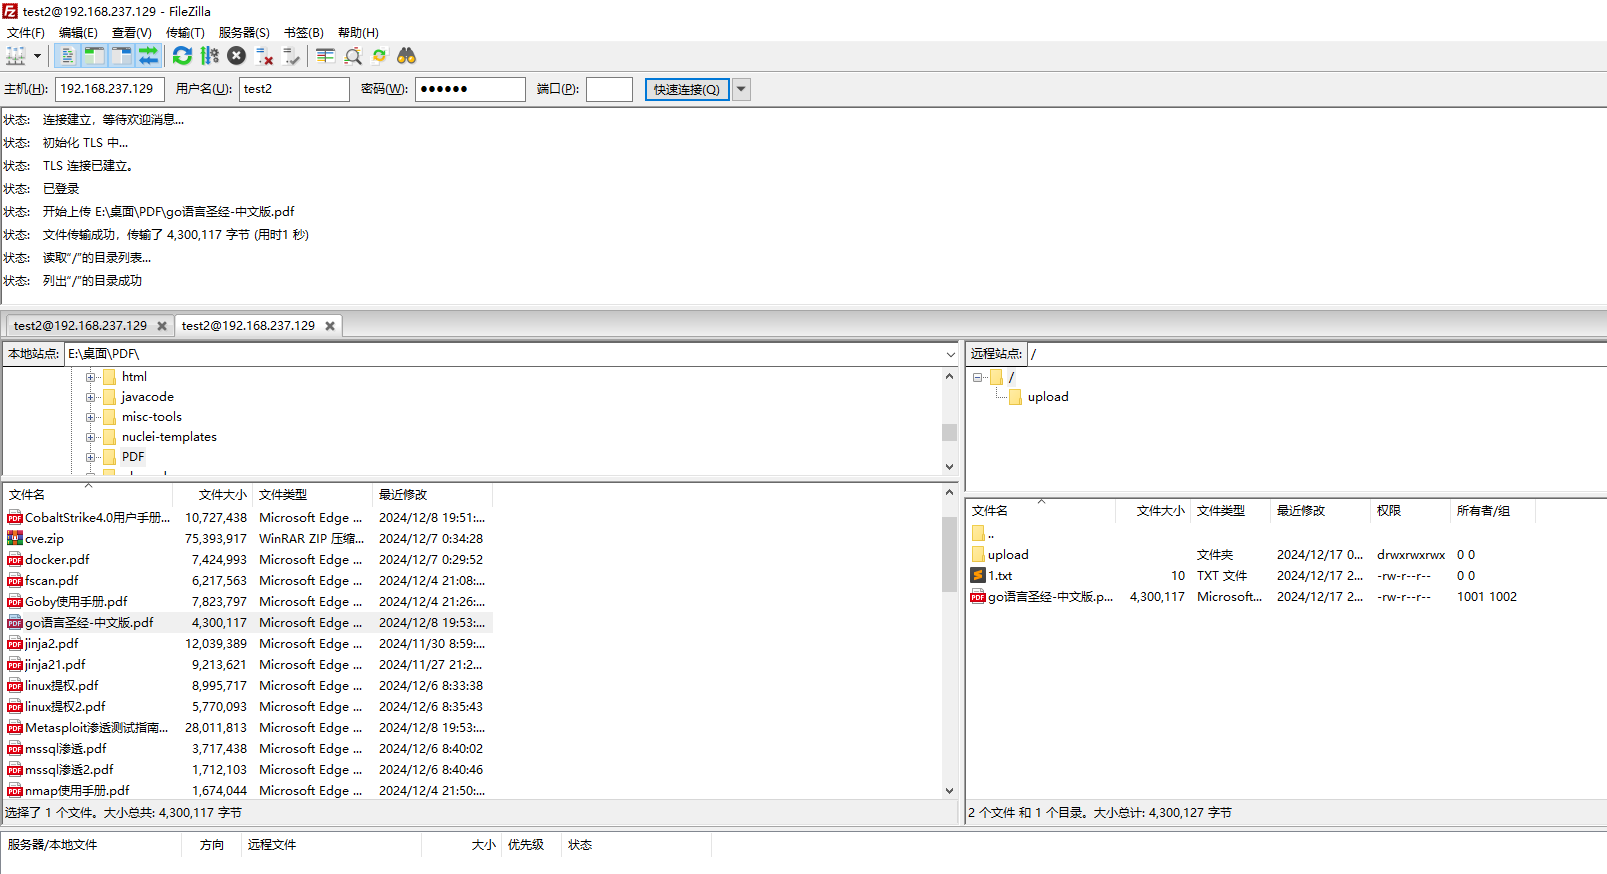 test2@192.168.237.129 - FileZilla
文件(F) 编辑(E) 查看(V) 传输(T) 服务器(S) 书签(B) 帮助(H)
主机(H): 192.168.237.129 用户名(U): test2 密码(W): ●●●●●● 端口(P): 快速连接(Q)
状态: 连接建立，等待欢迎消息...
状态: 初始化 TLS 中...
状态: TLS 连接已建立。
状态: 已登录
状态: 开始上传 E:\桌面\PDF\go语言圣经-中文版.pdf
状态: 文件传输成功，传输了 4,300,117 字节 (用时1 秒)
状态: 读取“/”的目录列表...
状态: 列出“/”的目录成功
test2@192.168.237.129 test2@192.168.237.129
本地站点: E:\桌面\PDF\
html
javacode
misc-tools
nuclei-templates
PDF
文件名 文件大小 文件类型 最近修改
CobaltStrike4.0用户手册... 10,727,438 Microsoft Edge ... 2024/12/8 19:51:...
cve.zip 75,393,917 WinRAR ZIP 压缩... 2024/12/7 0:34:28
docker.pdf 7,424,993 Microsoft Edge ... 2024/12/7 0:29:52
fscan.pdf 6,217,563 Microsoft Edge ... 2024/12/4 21:08:...
Goby使用手册.pdf 7,823,797 Microsoft Edge ... 2024/12/4 21:26:...
go语言圣经-中文版.pdf 4,300,117 Microsoft Edge ... 2024/12/8 19:53:...
jinja2.pdf 12,039,389 Microsoft Edge ... 2024/11/30 8:59:...
jinja21.pdf 9,213,621 Microsoft Edge ... 2024/11/27 21:2...
linux提权.pdf 8,995,717 Microsoft Edge ... 2024/12/6 8:33:38
linux提权2.pdf 5,770,093 Microsoft Edge ... 2024/12/6 8:35:43
Metasploit渗透测试指南... 28,011,813 Microsoft Edge ... 2024/12/8 19:53:...
mssql渗透.pdf 3,717,438 Microsoft Edge ... 2024/12/6 8:40:02
mssql渗透2.pdf 1,712,103 Microsoft Edge ... 2024/12/6 8:40:46
nmap使用手册.pdf 1,674,044 Microsoft Edge ... 2024/12/4 21:50:...
选择了 1 个文件。大小总共: 4,300,117 字节
远程站点: /
/
upload
文件名 文件大小 文件类型 最近修改 权限 所有者/组
..
upload 文件夹 2024/12/17 0... drwxrwxrwx 0 0
1.txt 10 TXT 文件 2024/12/17 2... -rw-r--r-- 0 0
go语言圣经-中文版.p... 4,300,117 Microsoft... 2024/12/17 2... -rw-r--r-- 1001 1002
2 个文件 和 1 个目录。大小总计: 4,300,127 字节
服务器/本地文件 方向 远程文件 大小 优先级 状态